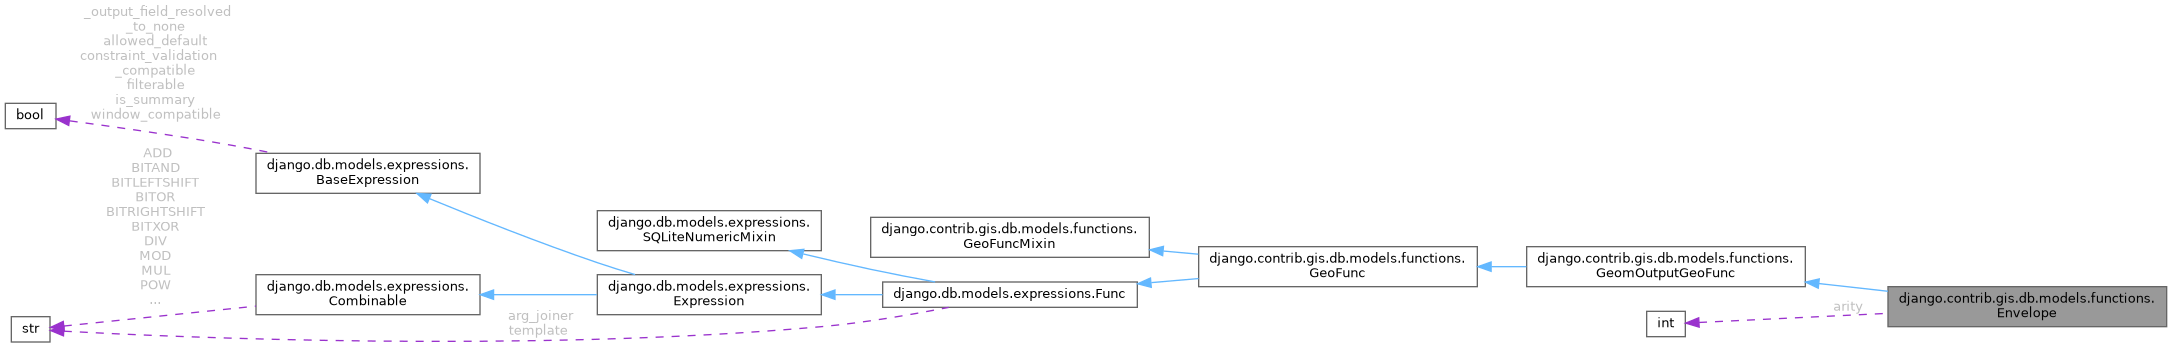 _output_field_resolved
_to_none
allowed_default
constraint_validation
_compatible
filterable
is_summary
window_compatible
bool
ADD
BITAND
BITLEFTSHIFT
BITOR
BITRIGHTSHIFT
BITXOR
DIV
MOD
MUL
POW
...
str
django.db.models.expressions.
BaseExpression
django.db.models.expressions.
Combinable
django.db.models.expressions.
SQLiteNumericMixin
django.db.models.expressions.
Expression
arg_joiner
template
django.contrib.gis.db.models.functions.
GeoFuncMixin
django.db.models.expressions.Func
django.contrib.gis.db.models.functions.
GeoFunc
django.contrib.gis.db.models.functions.
GeomOutputGeoFunc
int
arity
django.contrib.gis.db.models.functions.
Envelope